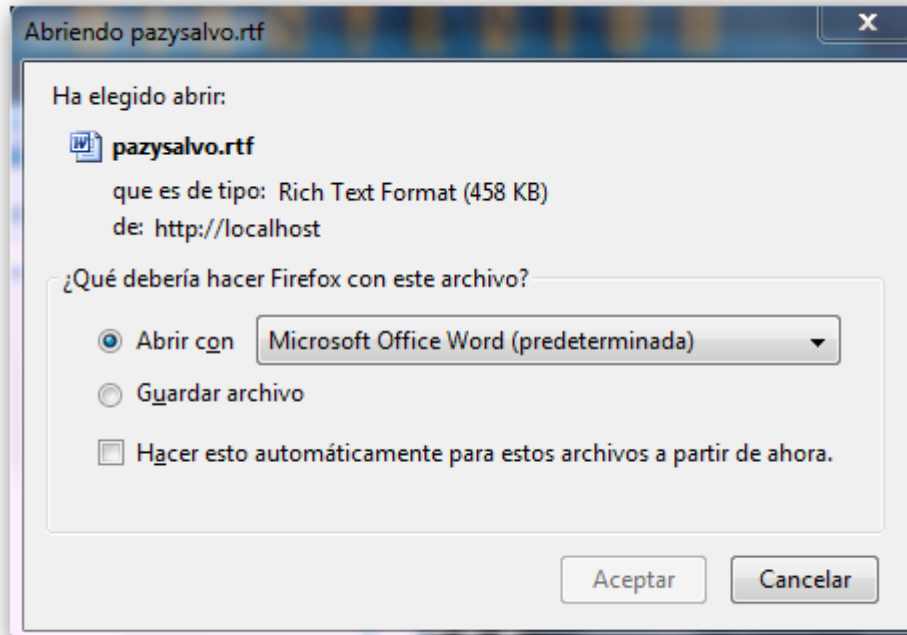 Abriendo pazysalvo.rtf
x
Ha elegido abrir:
pazysalvo.rtf
que es de tipo: Rich Text Format (458 KB)
de: http://localhost
¿Qué debería hacer Firefox con este archivo?
Abrir con Microsoft Office Word (predeterminada)
Guardar archivo
Hacer esto automáticamente para estos archivos a partir de ahora.
Aceptar Cancelar